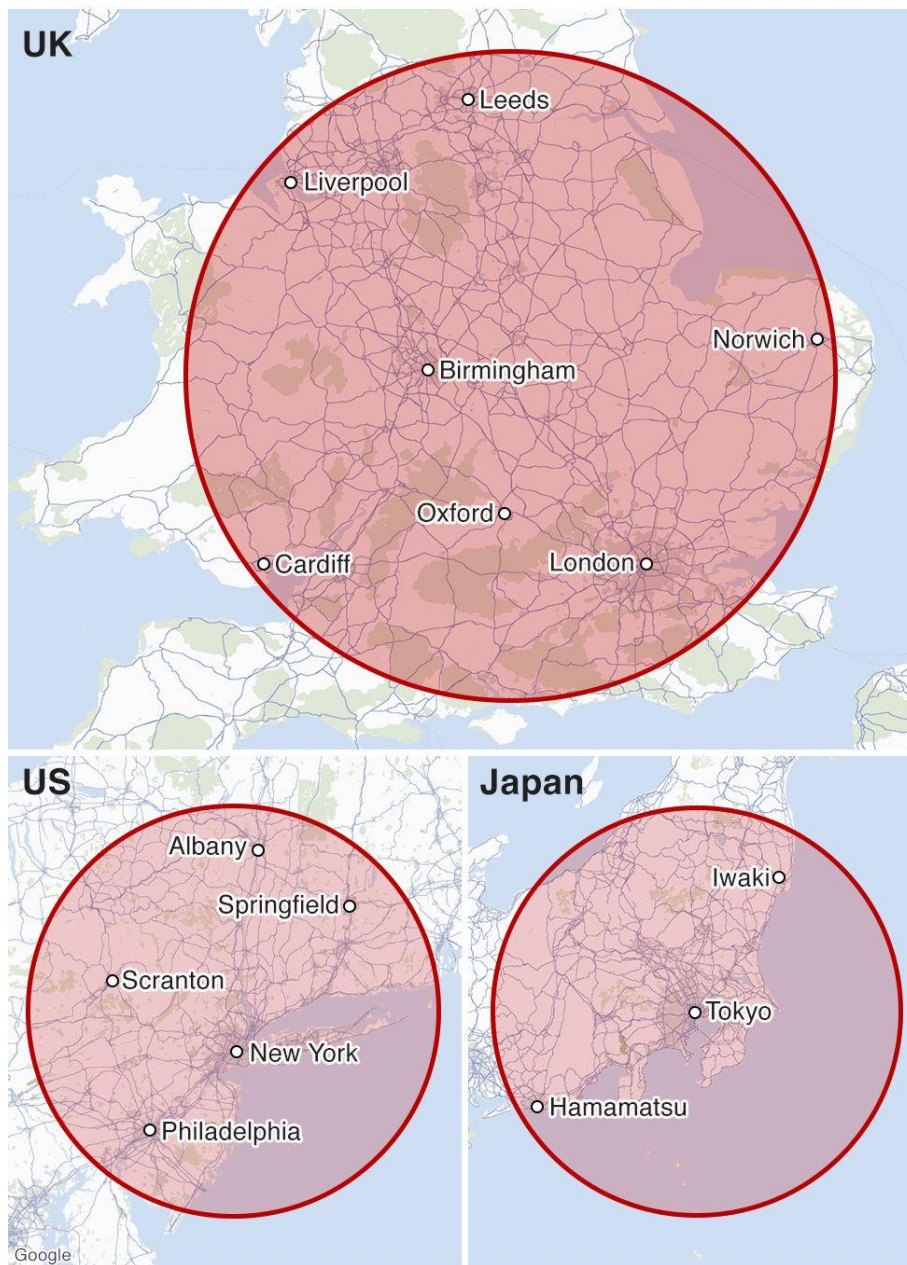 UK
Leeds
Liverpool
Norwich
Birmingham
Oxford
Cardiff
London
US
Albany
Springfield
Scranton
New York
Philadelphia
Google
Japan
Iwaki
Tokyo
Hamamatsu